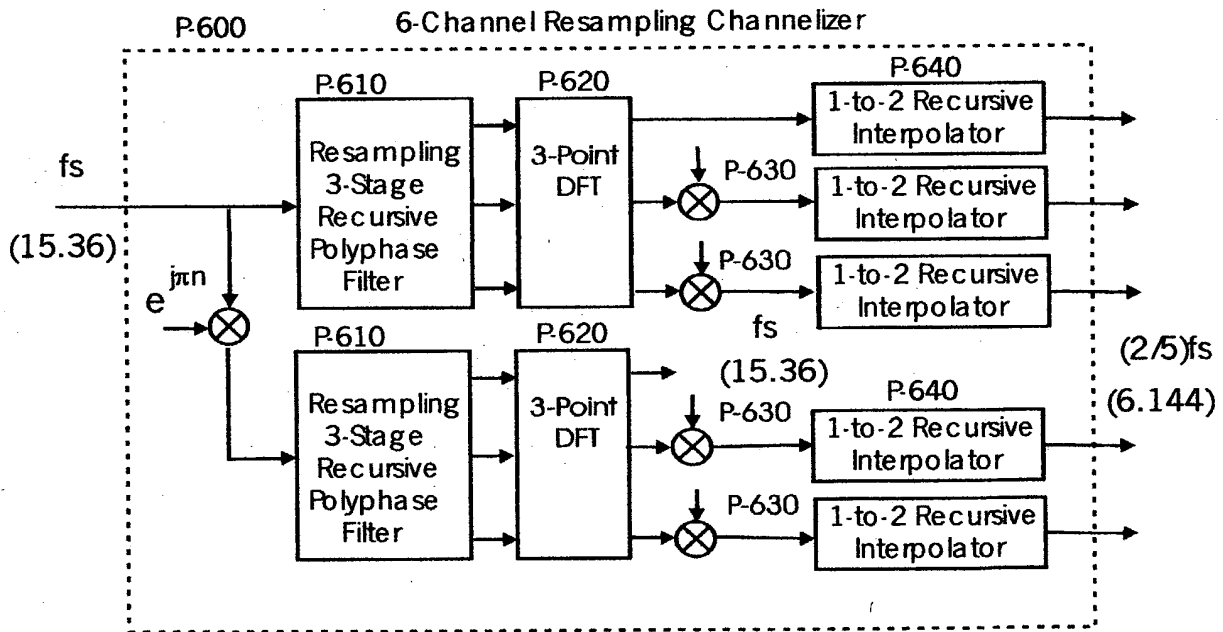 P-600
6-Channel Resampling Channelizer
P-610
P-620
P-640
Resampling
3-Stage
Recursive
Polyphase
Filter
3-Point
DFT
1-to-2 Recursive
Interpolator
P-630
1-to-2 Recursive
Interpolator
P-630
1-to-2 Recursive
Interpolator
fs
(15.36)
e^jπn
P-610
P-620
fs
(15.36)
(2/5)fs
(6.144)
Resampling
3-Stage
Recursive
Polyphase
Filter
3-Point
DFT
P-630
P-640
1-to-2 Recursive
Interpolator
P-630
1-to-2 Recursive
Interpolator